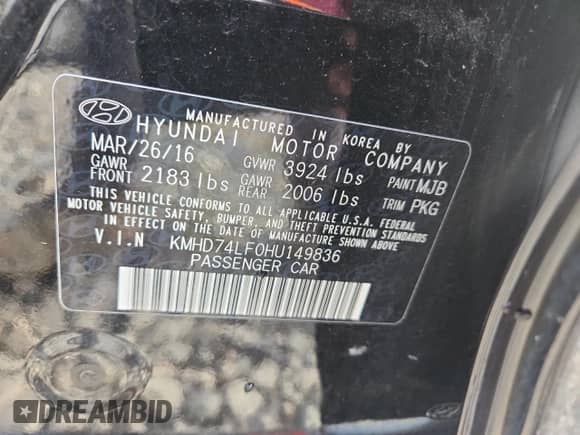 MANUFACTURED IN KOREA BY
HYUNDAI MOTOR COMPANY
MAR/26/16 GVWR 3924 lbs PAINT MJB
GAWR FRONT 2183 lbs GAWR REAR 2006 lbs TRIM PKG
THIS VEHICLE CONFORMS TO ALL APPLICABLE U.S.A. FEDERAL
MOTOR VEHICLE SAFETY, BUMPER, AND THEFT PREVENTION STANDARDS
IN EFFECT ON THE DATE OF MANUFACTURE SHOWN ABOVE
V.I.N KMHD74LF0HU149836
PASSENGER CAR
DREAMBID